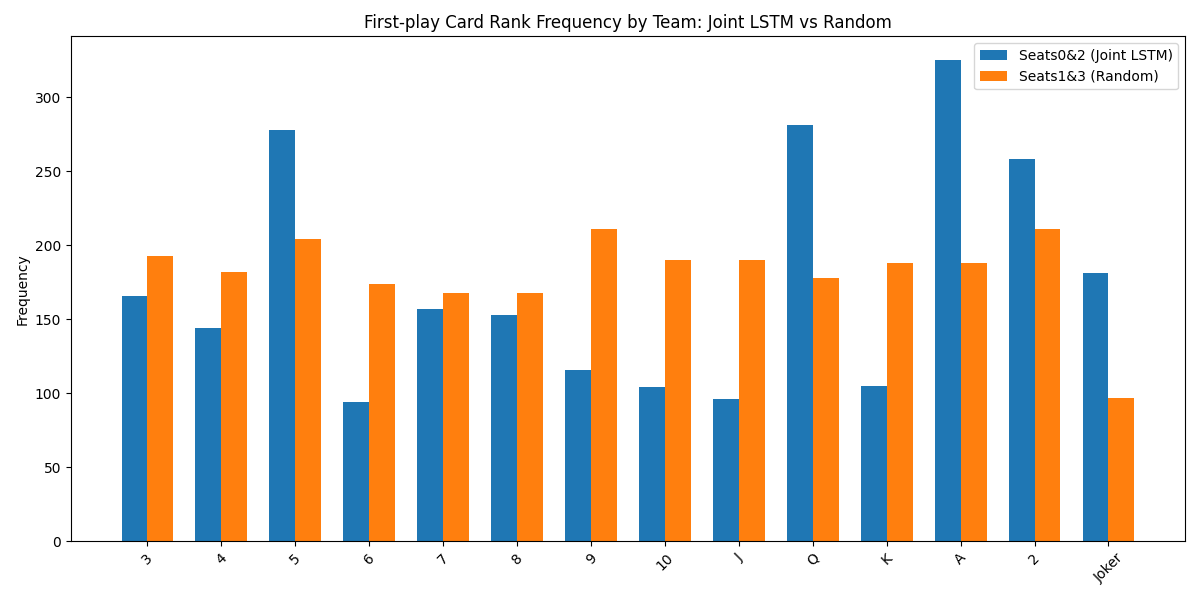 First-play Card Rank Frequency by Team: Joint LSTM vs Random
Seats0&2 (Joint LSTM)
Seats1&3 (Random)
Frequency
300
250
200
150
100
50
0
3 4 5 6 7 8 9 10 J Q K A 2 Joker